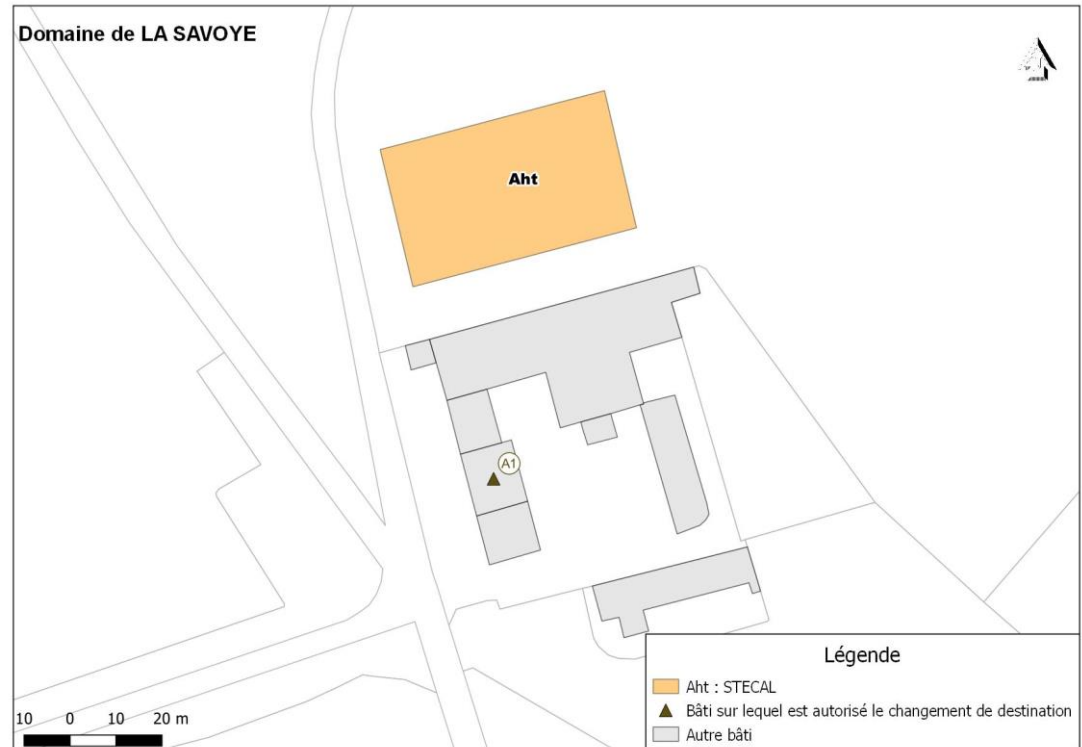 Domaine de LA SAVOYE
Aht
A1
Légende
Aht : STECAL
Bâti sur lequel est autorisé le changement de destination
Autre bâti
10 0 10 20 m